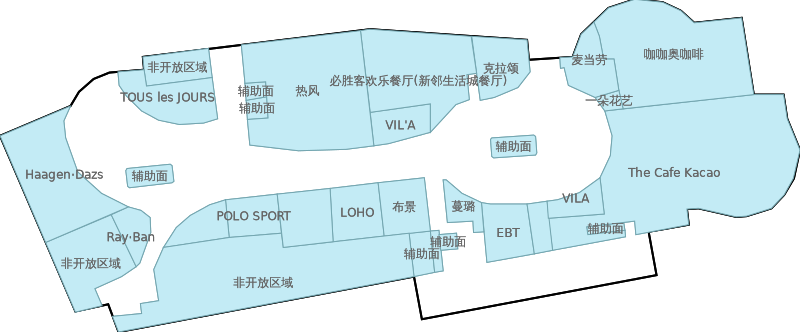 非开放区域
TOUS les JOURS
辅助面
辅助面
热风
必胜客欢乐餐厅(新邻生活城餐厅)
克拉颂
VIL'A
麦当劳
咖咖奥咖啡
一朵花艺
辅助面
Haagen·Dazs
辅助面
The Cafe Kacao
POLO SPORT
LOHO
布景
蔓璐
VILA
Ray·Ban
EBT
辅助面
辅助面
辅助面
非开放区域
非开放区域